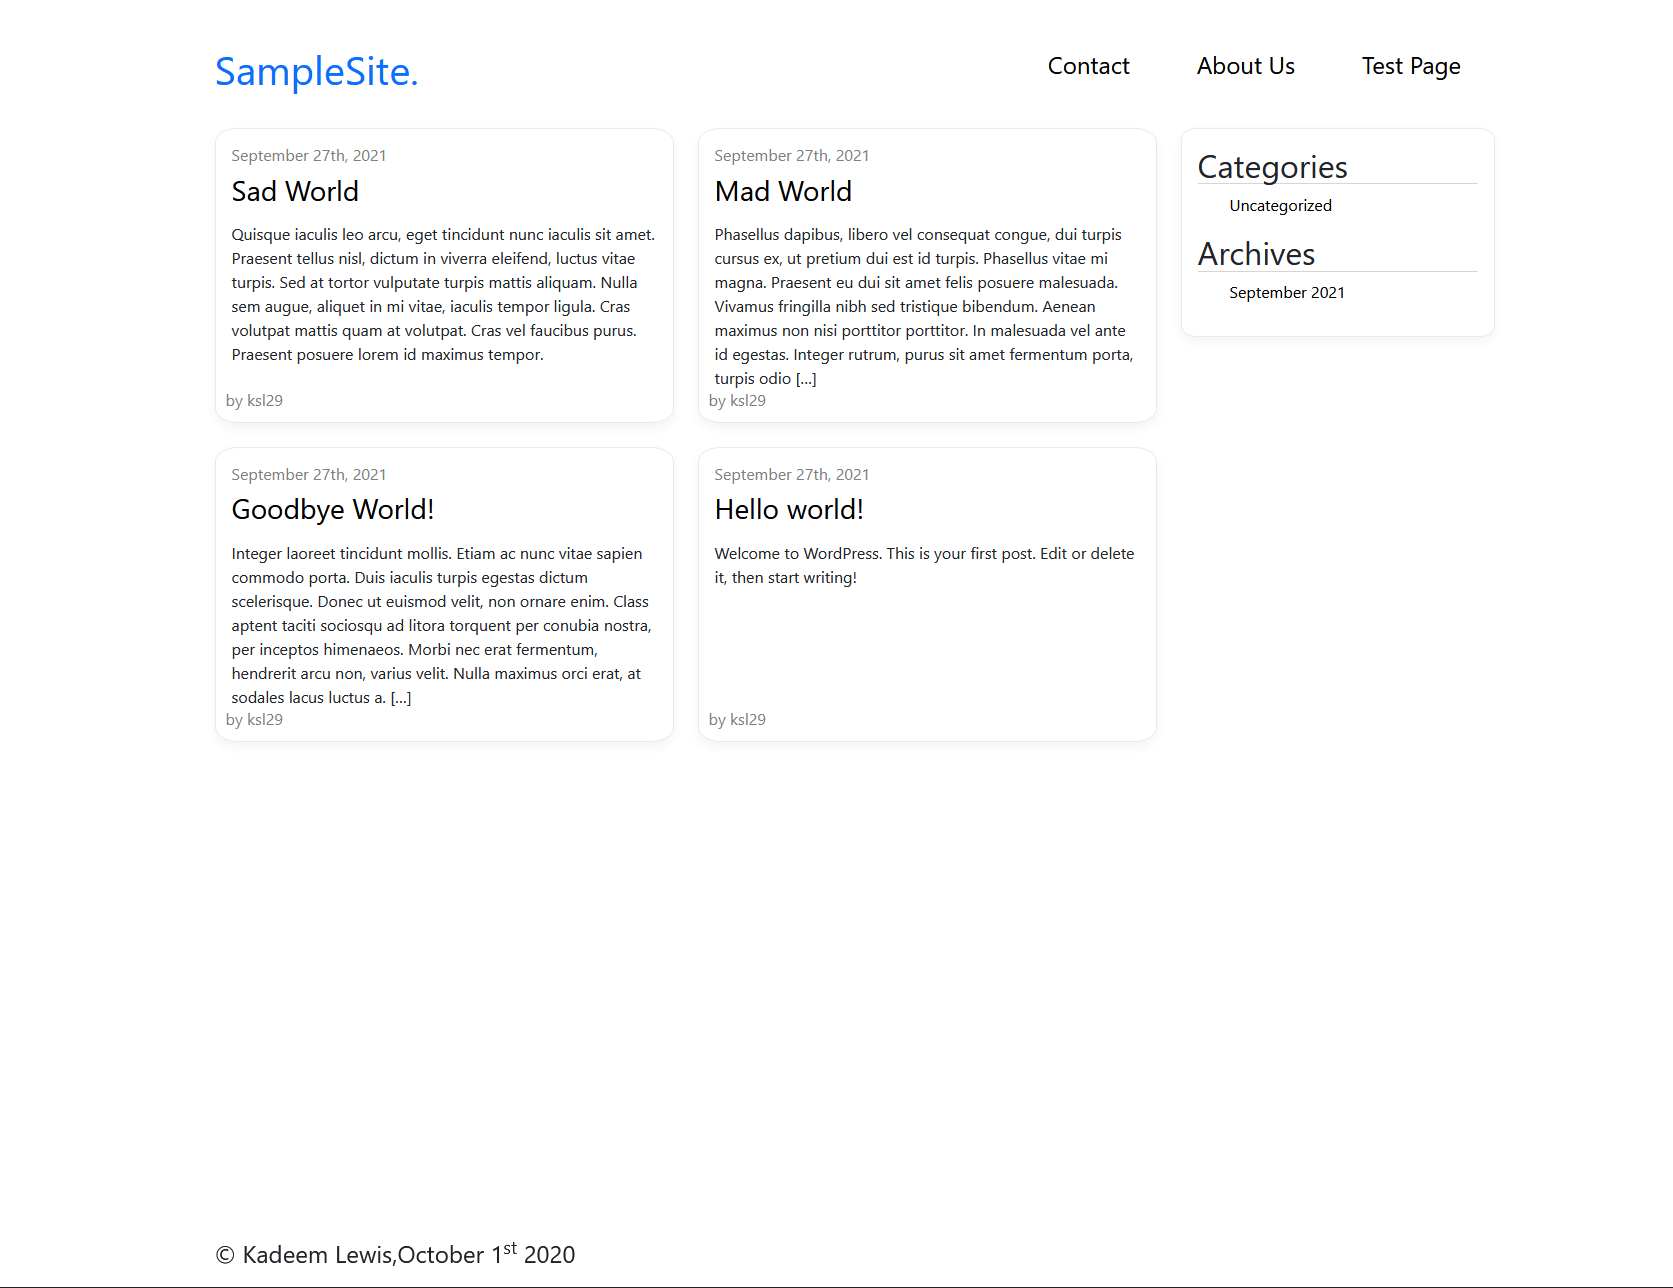 SampleSite.
Contact
About Us
Test Page
September 27th, 2021
Sad World
Quisque iaculis leo arcu, eget tincidunt nunc iaculis sit amet.
Praesent tellus nisl, dictum in viverra eleifend, luctus vitae
turpis. Sed at tortor vulputate turpis mattis aliquam. Nulla
sem augue, aliquet in mi vitae, iaculis tempor ligula. Cras
volutpat mattis quam at volutpat. Cras vel faucibus purus.
Praesent posuere lorem id maximus tempor.
by ksl29
September 27th, 2021
Mad World
Phasellus dapibus, libero vel consequat congue, dui turpis
cursus ex, ut pretium dui est id turpis. Phasellus vitae mi
magna. Praesent eu dui sit amet felis posuere malesuada.
Vivamus fringilla nibh sed tristique bibendum. Aenean
maximus non nisi porttitor porttitor. In malesuada vel ante
id egestas. Integer rutrum, purus sit amet fermentum porta,
turpis odio [...]
by ksl29
September 27th, 2021
Goodbye World!
Integer laoreet tincidunt mollis. Etiam ac nunc vitae sapien
commodo porta. Duis iaculis turpis egestas dictum
scelerisque. Donec ut euismod velit, non ornare enim. Class
aptent taciti sociosqu ad litora torquent per conubia nostra,
per inceptos himenaeos. Morbi nec erat fermentum,
hendrerit arcu non, varius velit. Nulla maximus orci erat, at
sodales lacus luctus a. [...]
by ksl29
September 27th, 2021
Hello world!
Welcome to WordPress. This is your first post. Edit or delete
it, then start writing!
by ksl29
Categories
Uncategorized
Archives
September 2021
© Kadeem Lewis,October 1st 2020